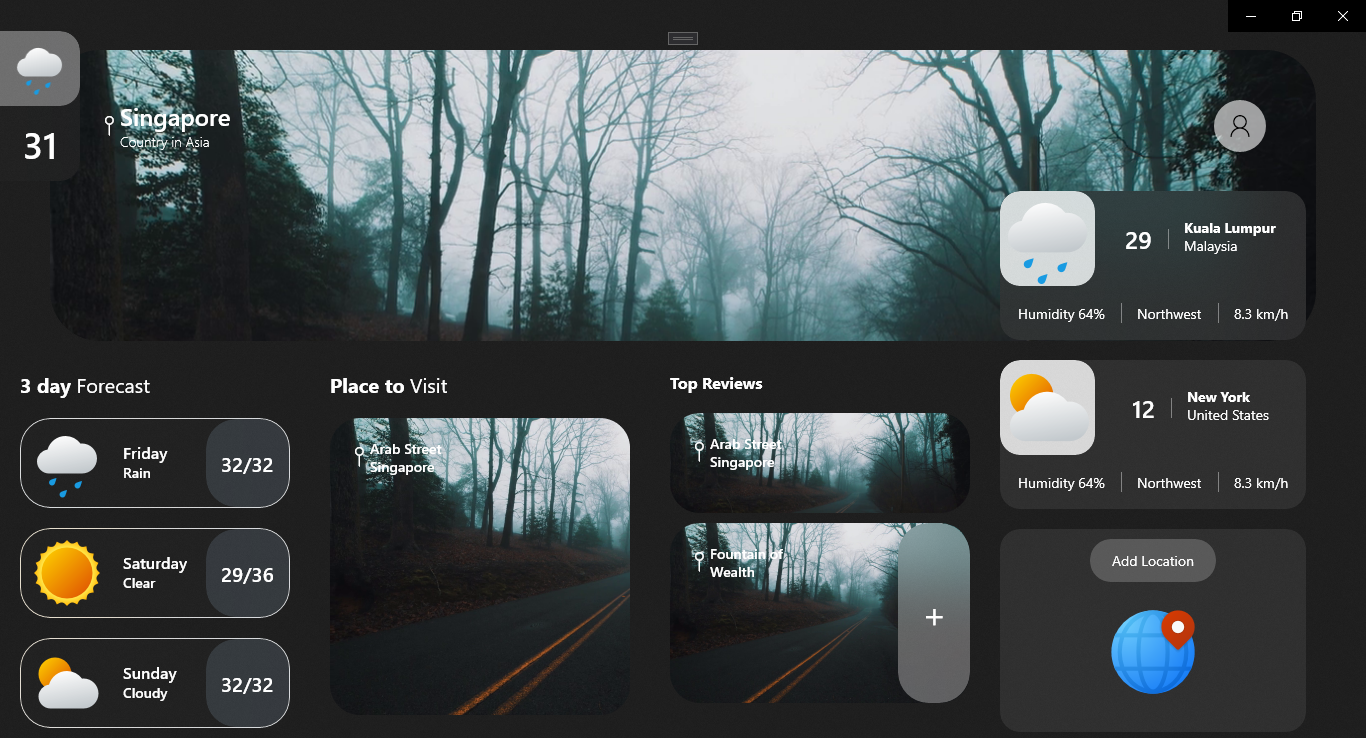 31
Singapore
Country in Asia
29
Kuala Lumpur
Malaysia
Humidity 64%
Northwest
8.3 km/h
3 day Forecast
Friday
Rain
32/32
Saturday
Clear
29/36
Sunday
Cloudy
32/32
Place to Visit
Arab Street
Singapore
Top Reviews
Arab Street
Singapore
Fountain of
Wealth
+
12
New York
United States
Humidity 64%
Northwest
8.3 km/h
Add Location